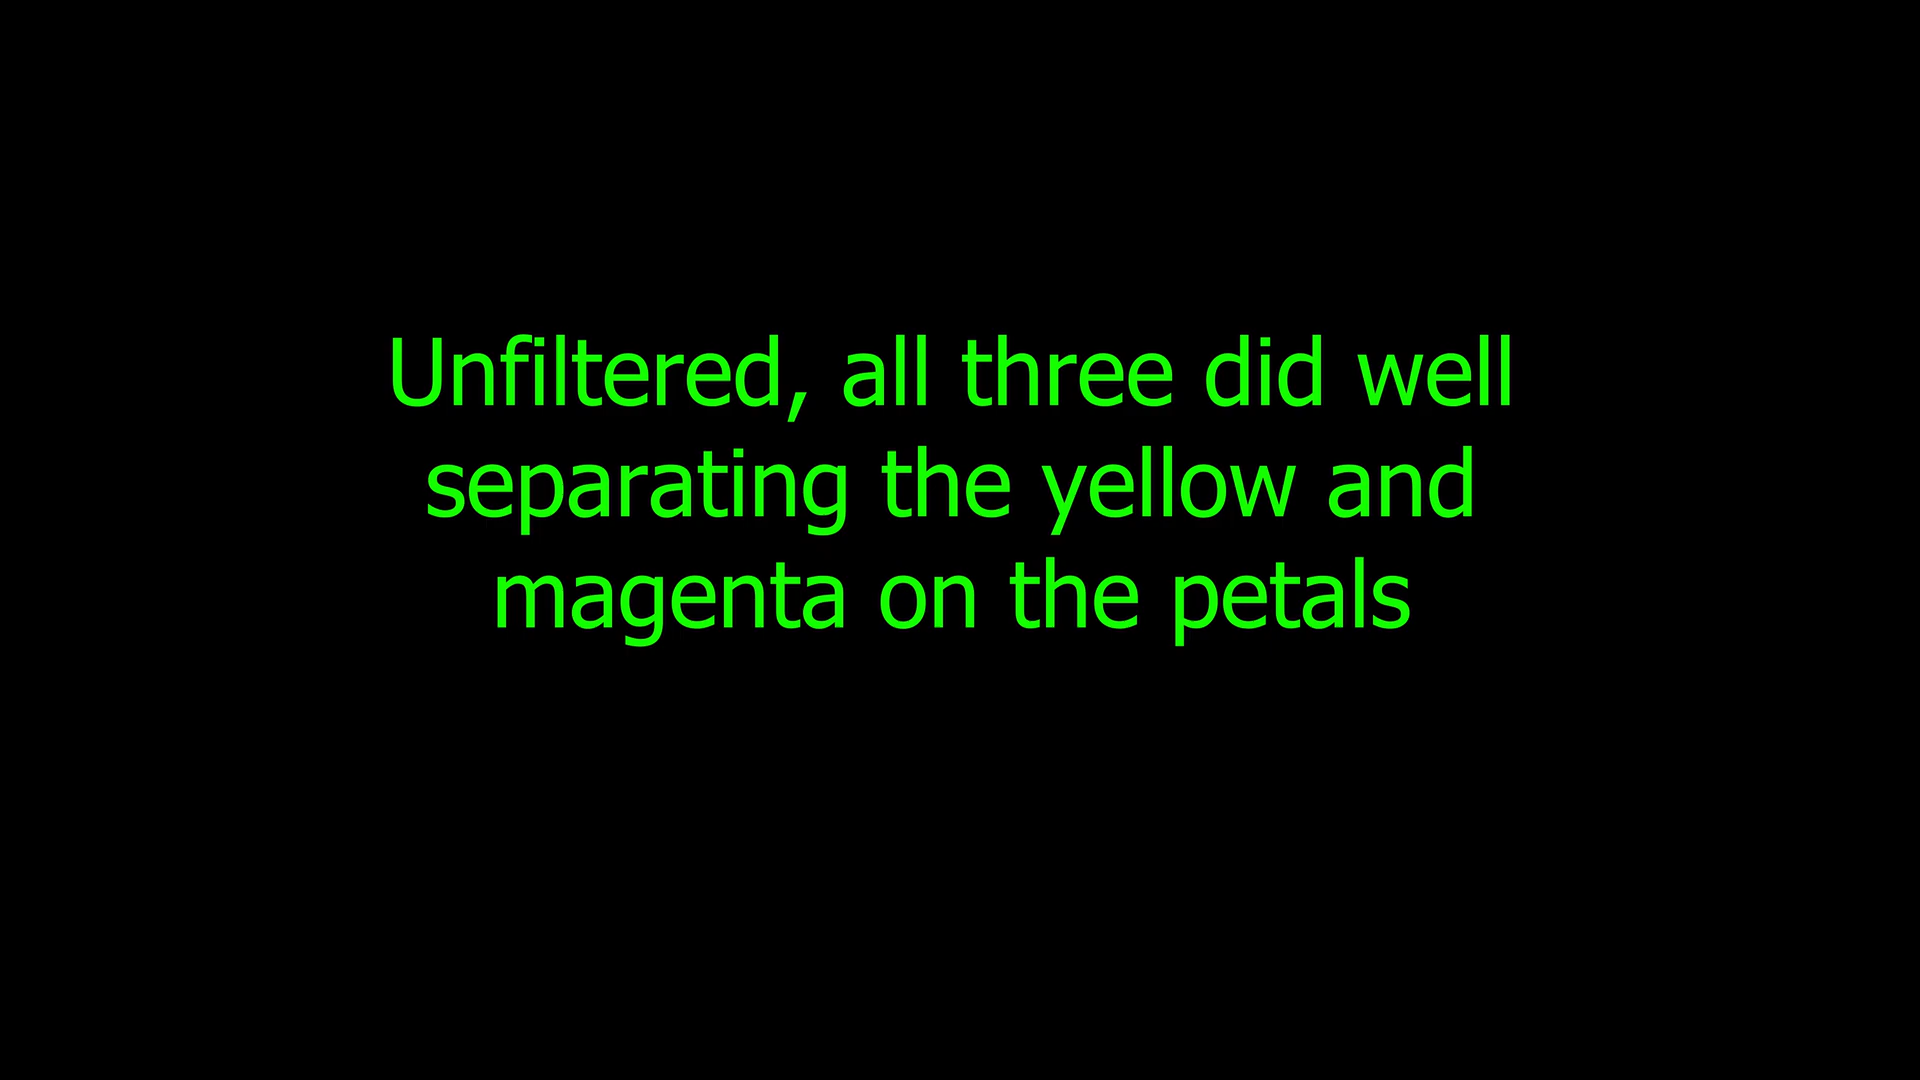 Unfiltered, all three did well
separating the yellow and
magenta on the petals